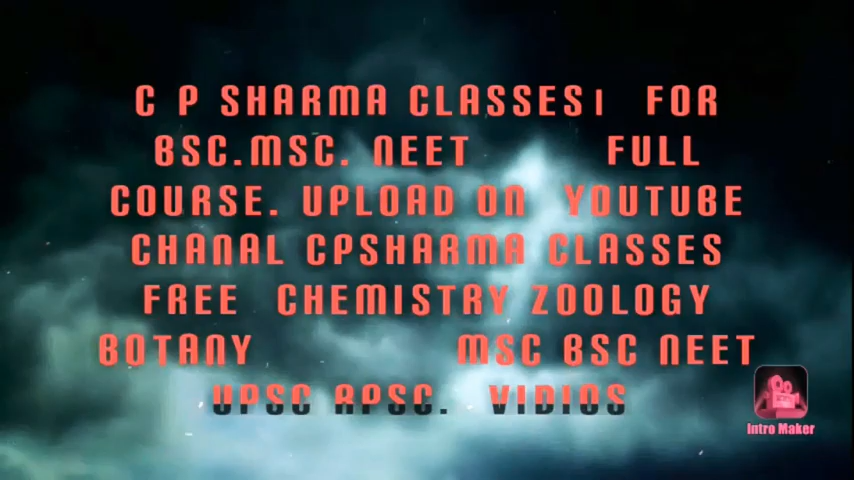 C P SHARMA CLASSES। FOR
BSC.MSC. NEET FULL
COURSE. UPLOAD ON YOUTUBE
CHANAL CPSHARMA CLASSES
FREE CHEMISTRY ZOOLOGY
BOTANY MSC BSC NEET
UPSC RPSC. VIDIOS
Intro Maker